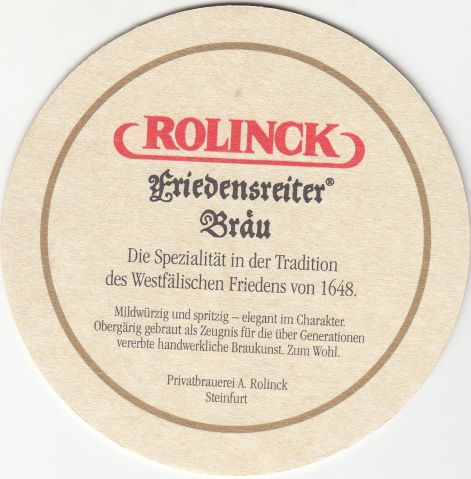 ROLINCK
Friedensreiter®
Bräu
Die Spezialität in der Tradition
des Westfälischen Friedens von 1648.
Mildwürzig und spritzig – elegant im Charakter.
Obergärig gebraut als Zeugnis für die über Generationen
vererbte handwerkliche Braukunst. Zum Wohl.
Privatbrauerei A. Rolinck
Steinfurt